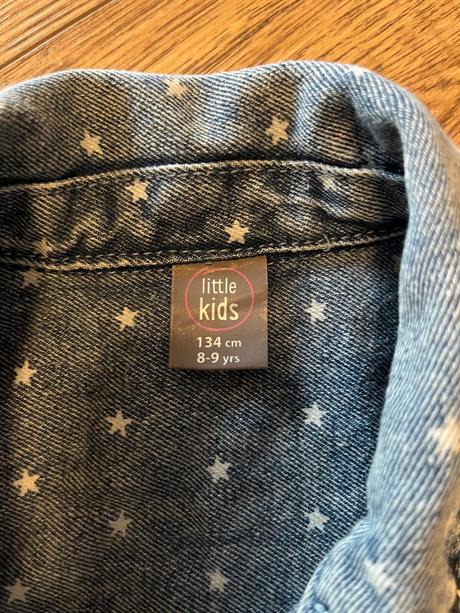 little
kids
134 cm
8-9 yrs